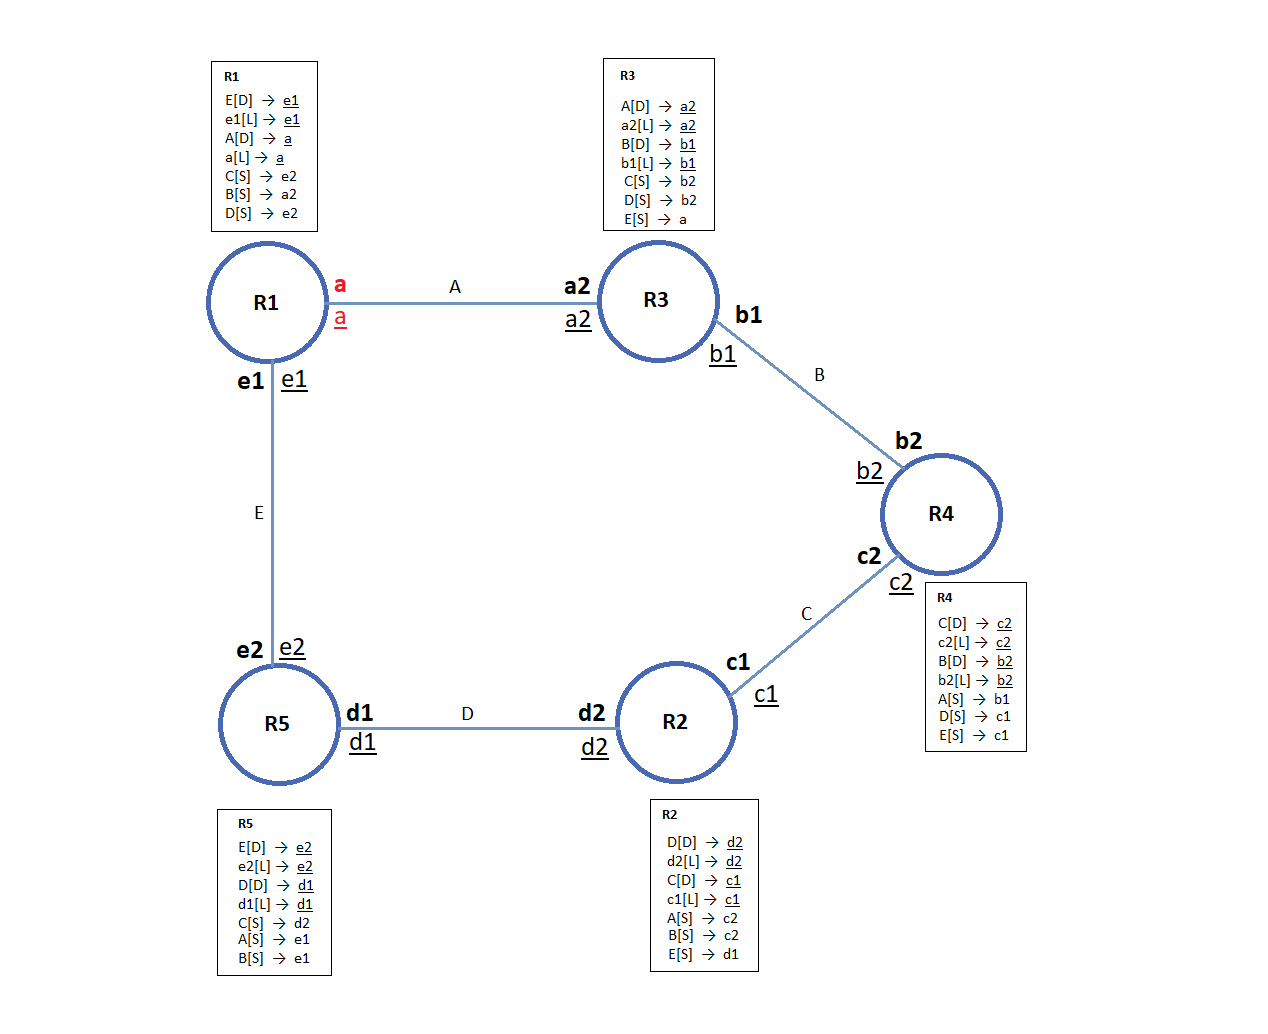 R1
E[D] → e1
e1[L] → e1
A[D] → a
a[L] → a
C[S] → e2
B[S] → a2
D[S] → e2
R3
A[D] → a2
a2[L] → a2
B[D] → b1
b1[L] → b1
C[S] → b2
D[S] → b2
E[S] → a
R1
a
a
A
a2
a2
R3
b1
b1
B
e1
e1
b2
b2
R4
E
c2
c2
C
R4
C[D] → c2
c2[L] → c2
B[D] → b2
b2[L] → b2
A[S] → b1
D[S] → c1
E[S] → c1
e2
e2
c1
c1
R5
d1
d1
D
d2
d2
R2
R5
E[D] → e2
e2[L] → e2
D[D] → d1
d1[L] → d1
C[S] → d2
A[S] → e1
B[S] → e1
R2
D[D] → d2
d2[L] → d2
C[D] → c1
c1[L] → c1
A[S] → c2
B[S] → c2
E[S] → d1